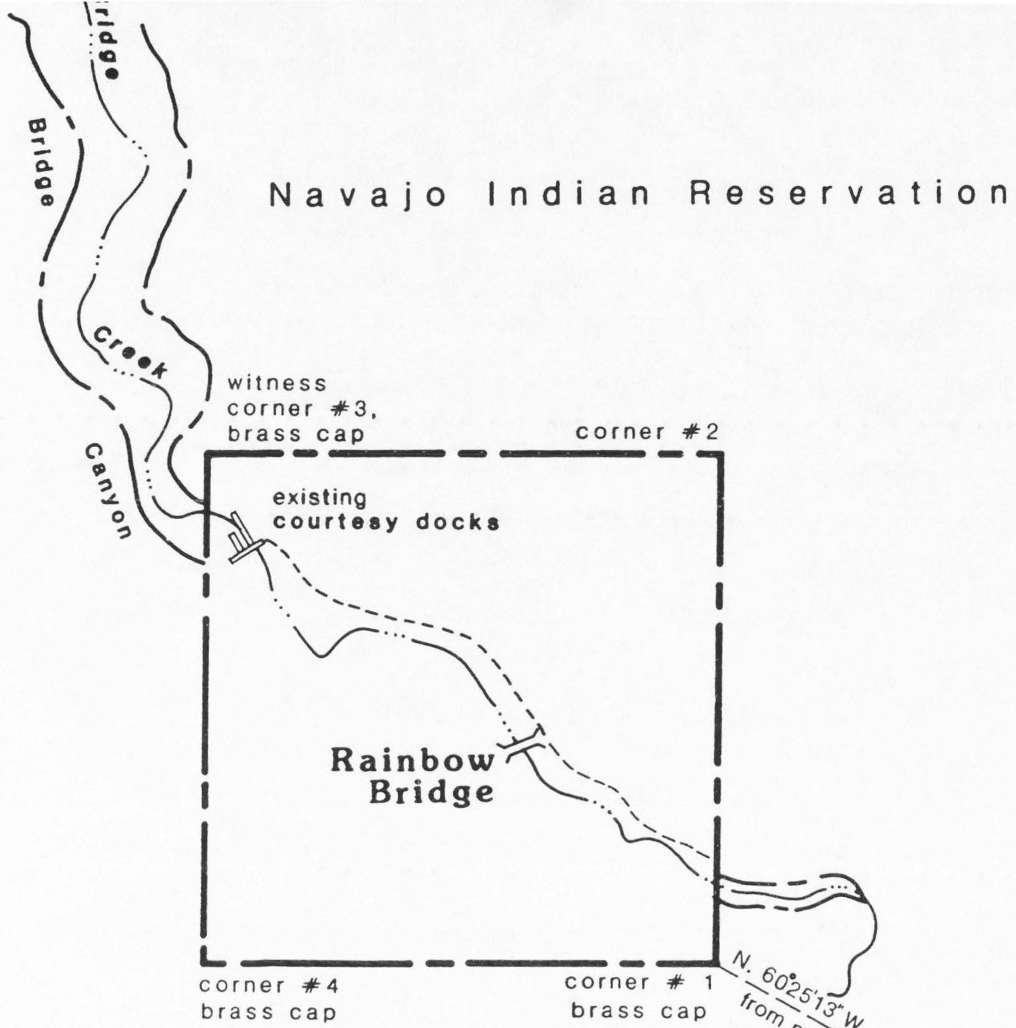 Bridge
Navajo Indian Reservation
Creek
witness
corner #3,
brass cap
corner #2
Canyon
existing
courtesy docks
Rainbow
Bridge
corner #4
brass cap
corner # 1
brass cap
N. 60°25'13" W
from